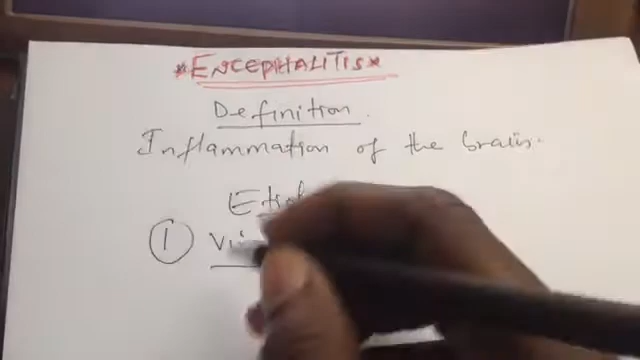 *ENCEPHALITIS*
Definition.
Inflammation of the brain.
①